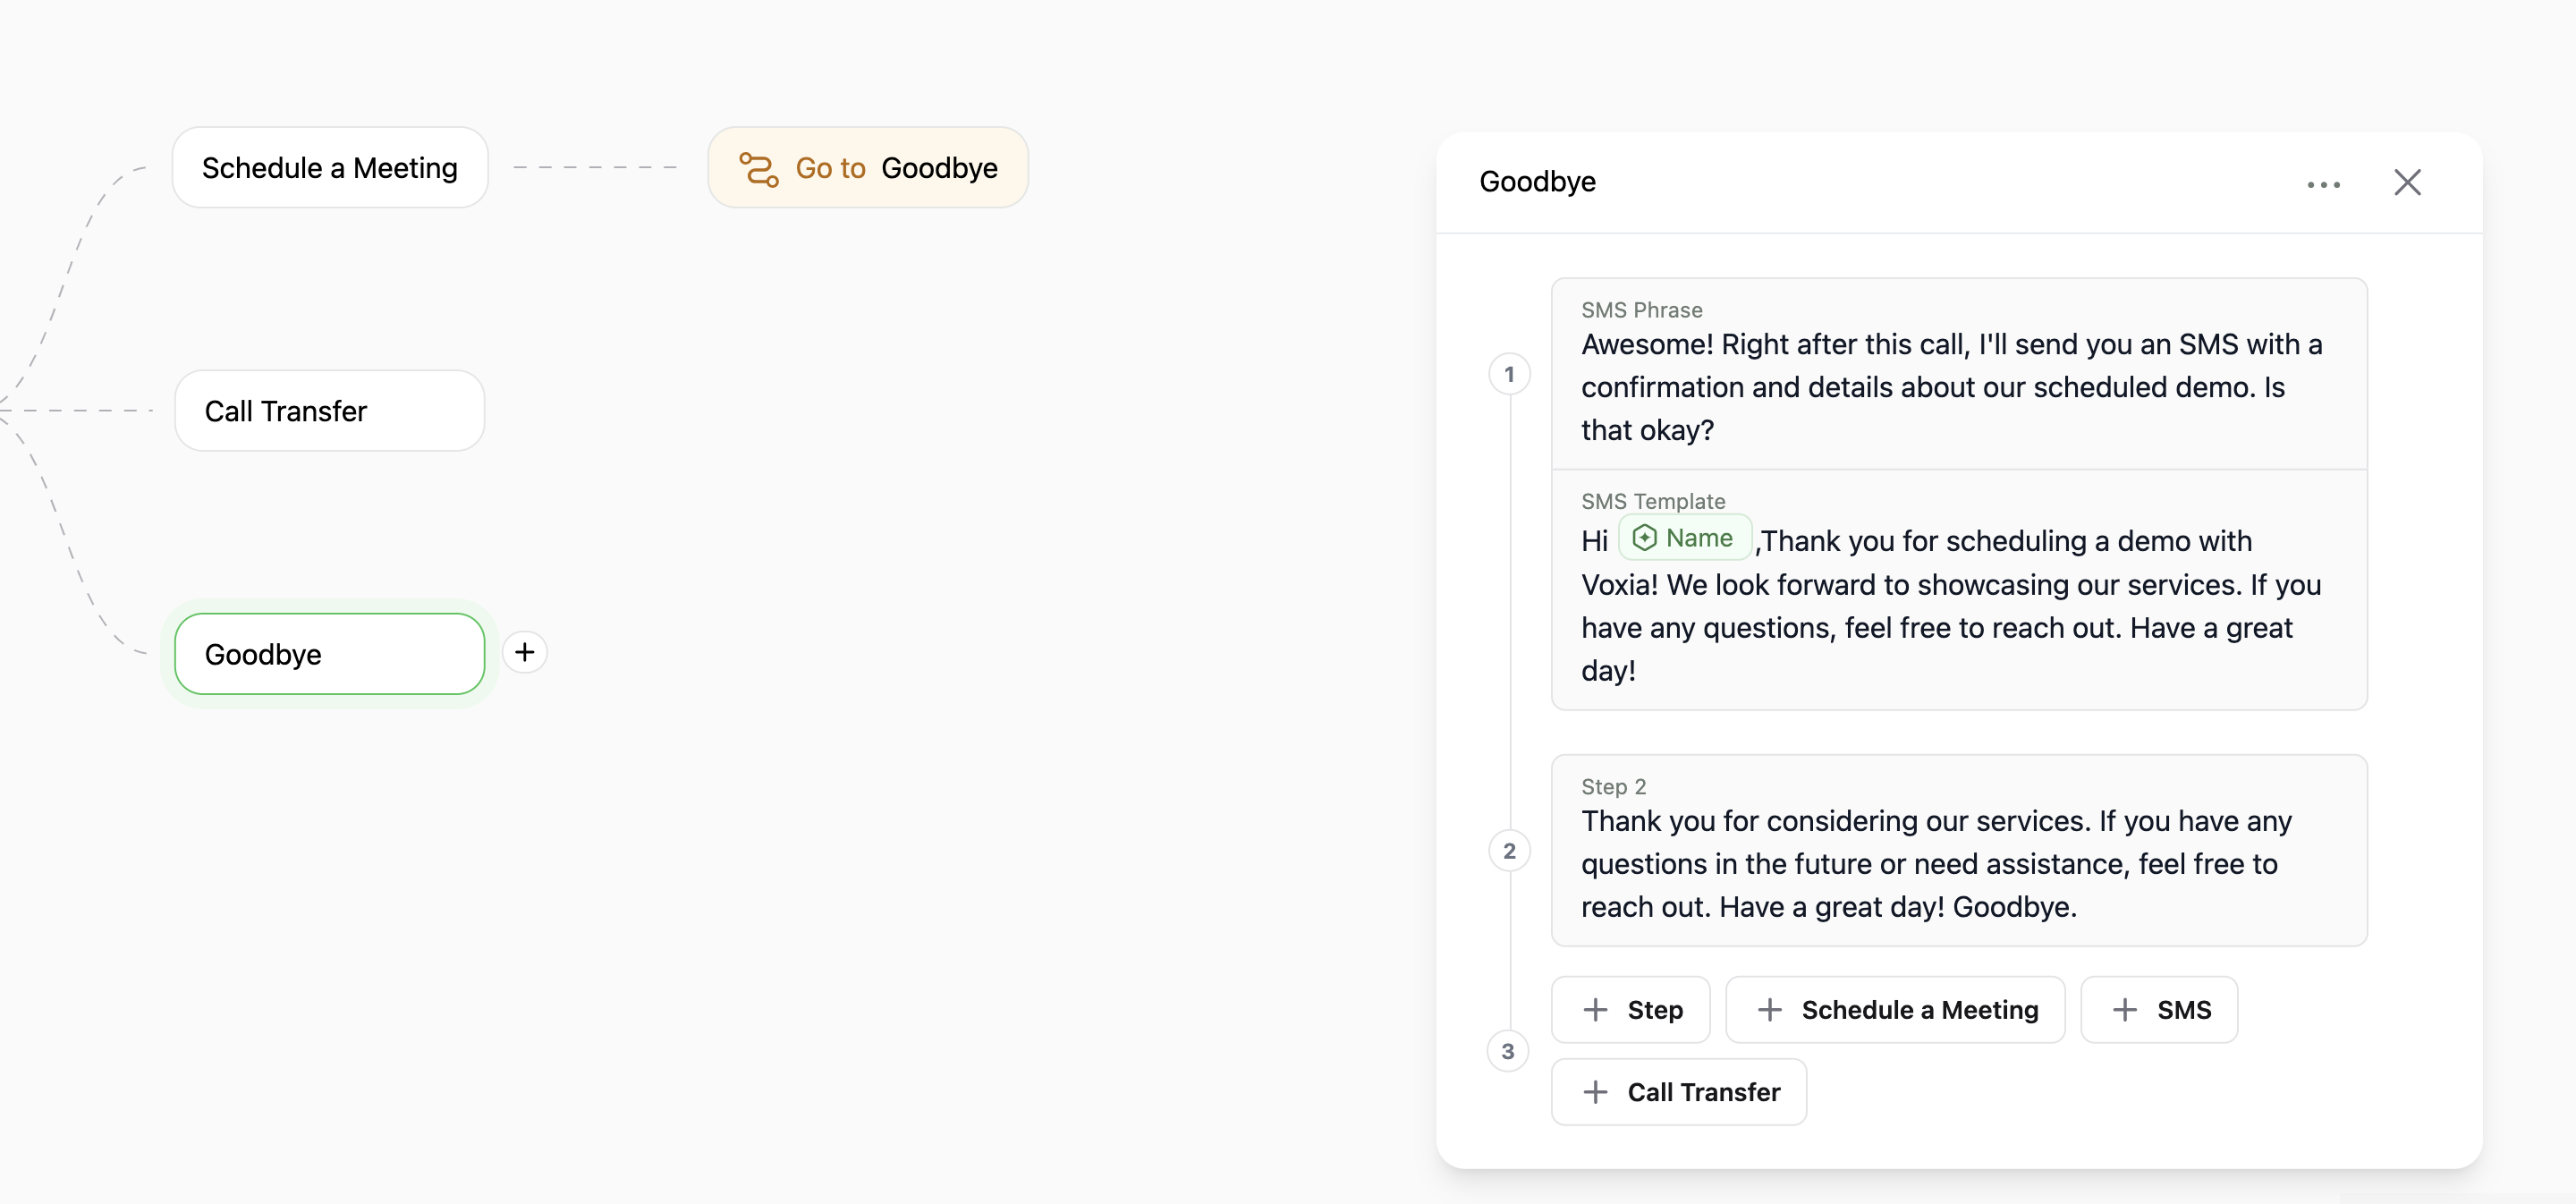 Schedule a Meeting
Go to Goodbye
Call Transfer
Goodbye
Goodbye
1
SMS Phrase
Awesome! Right after this call, I'll send you an SMS with a
confirmation and details about our scheduled demo. Is
that okay?
SMS Template
Hi Name ,Thank you for scheduling a demo with
Voxia! We look forward to showcasing our services. If you
have any questions, feel free to reach out. Have a great
day!
2
Step 2
Thank you for considering our services. If you have any
questions in the future or need assistance, feel free to
reach out. Have a great day! Goodbye.
3
Step
Schedule a Meeting
SMS
Call Transfer